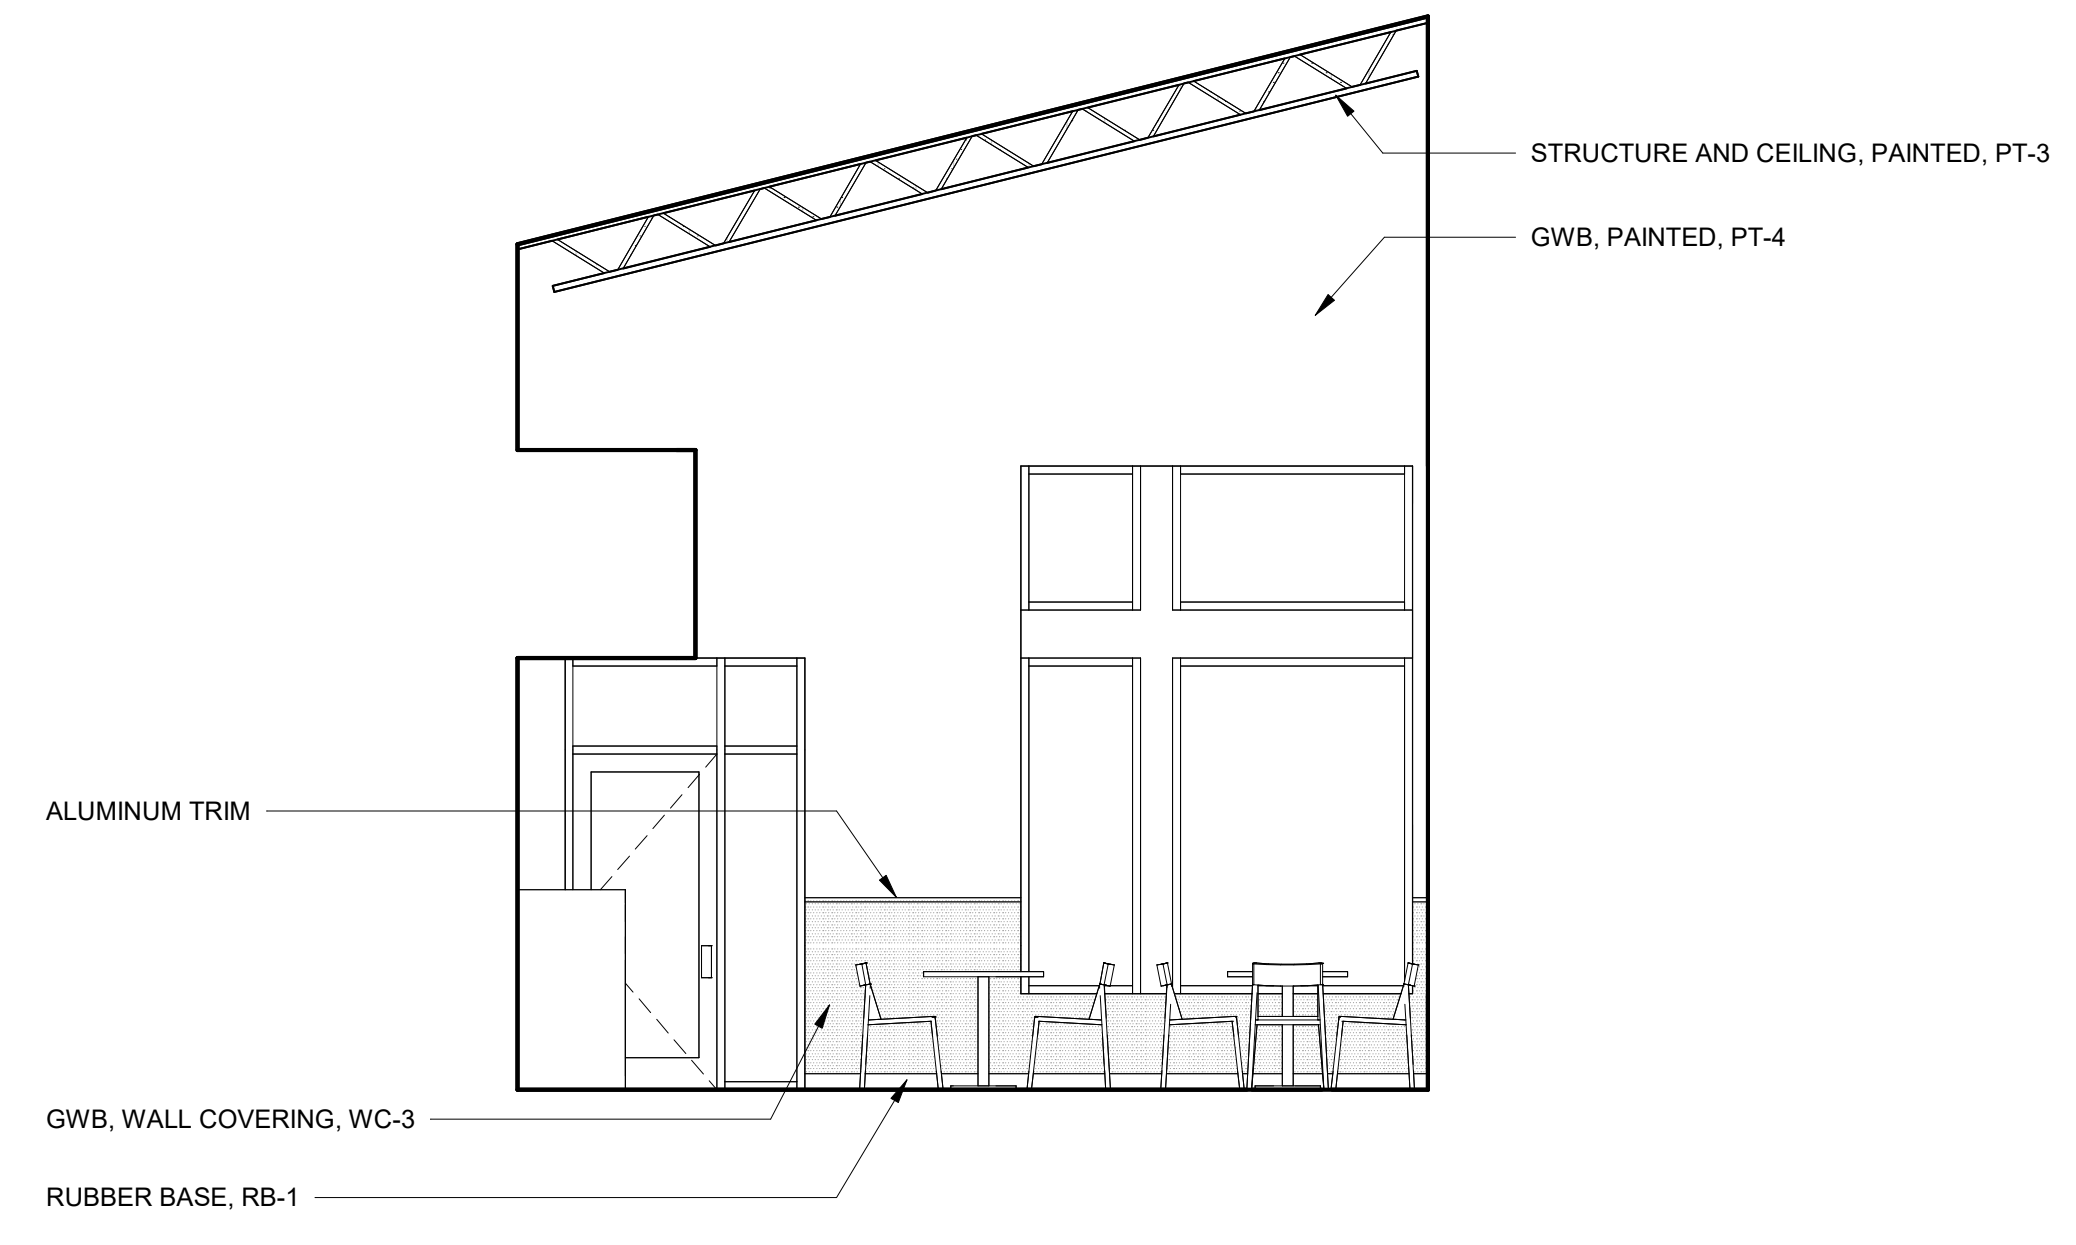 STRUCTURE AND CEILING, PAINTED, PT-3
GWB, PAINTED, PT-4
ALUMINUM TRIM
GWB, WALL COVERING, WC-3
RUBBER BASE, RB-1